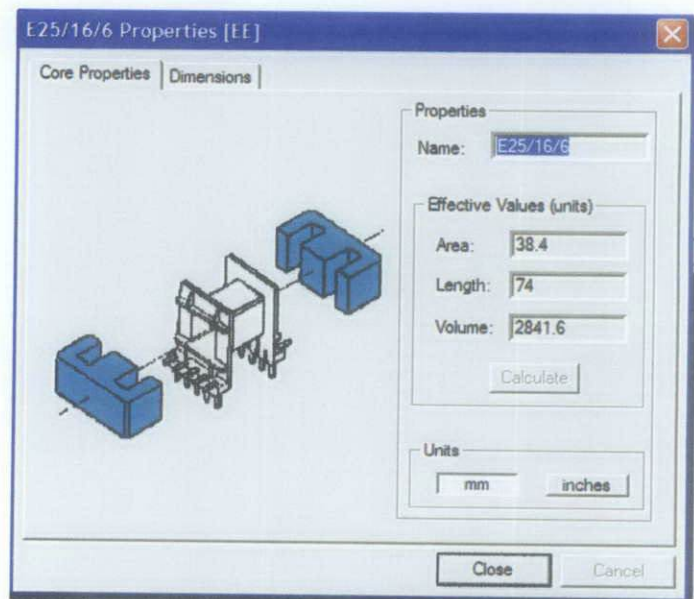 E25/16/6 Properties [EE]
Core Properties
Dimensions
Properties
Name: E25/16/6
Effective Values (units)
Area: 38.4
Length: 74
Volume: 2841.6
Calculate
Units
mm
inches
Close
Cancel